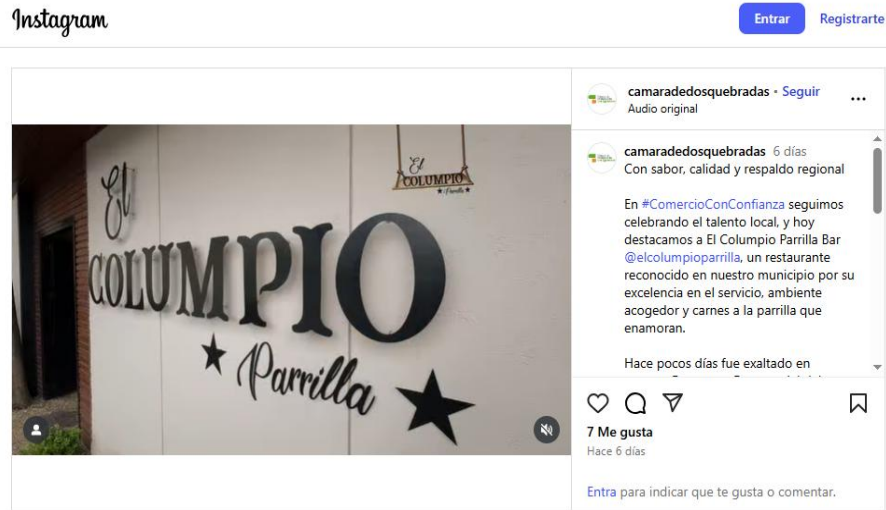 Instagram
Entrar
Registrarte
camaradedosquebradas • Seguir
Audio original
El
COLUMPIO
Parrilla
El
COLUMPIO
Parrilla
camaradedosquebradas 6 días
Con sabor, calidad y respaldo regional
En #ComercioConConfianza seguimos
celebrando el talento local, y hoy
destacamos a El Columpio Parrilla Bar
@elcolumpioparrilla, un restaurante
reconocido en nuestro municipio por su
excelencia en el servicio, ambiente
acogedor y carnes a la parrilla que
enamoran.
Hace pocos días fue exaltado en
7 Me gusta
Hace 6 días
Entra para indicar que te gusta o comentar.